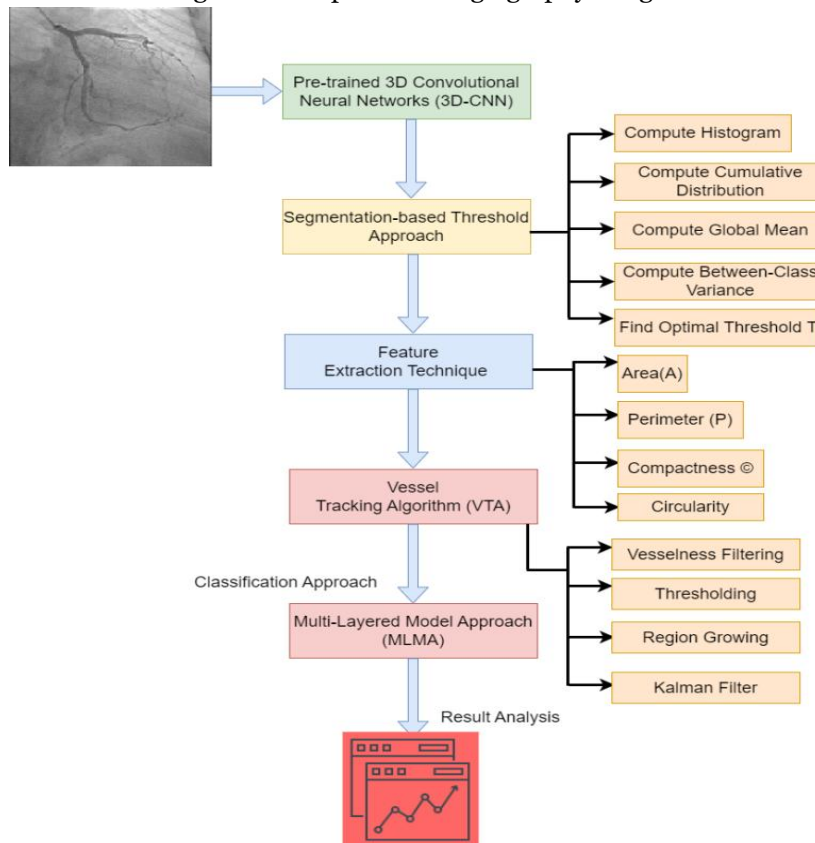 Pre-trained 3D Convolutional
Neural Networks (3D-CNN)
Compute Histogram
Compute Cumulative
Distribution
Segmentation-based Threshold
Approach
Compute Global Mean
Compute Between-Class
Variance
Find Optimal Threshold T
Feature
Extraction Technique
Area(A)
Perimeter (P)
Compactness ©
Circularity
Vessel
Tracking Algorithm (VTA)
Vesselness Filtering
Classification Approach
Thresholding
Multi-Layered Model Approach
(MLMA)
Region Growing
Kalman Filter
Result Analysis